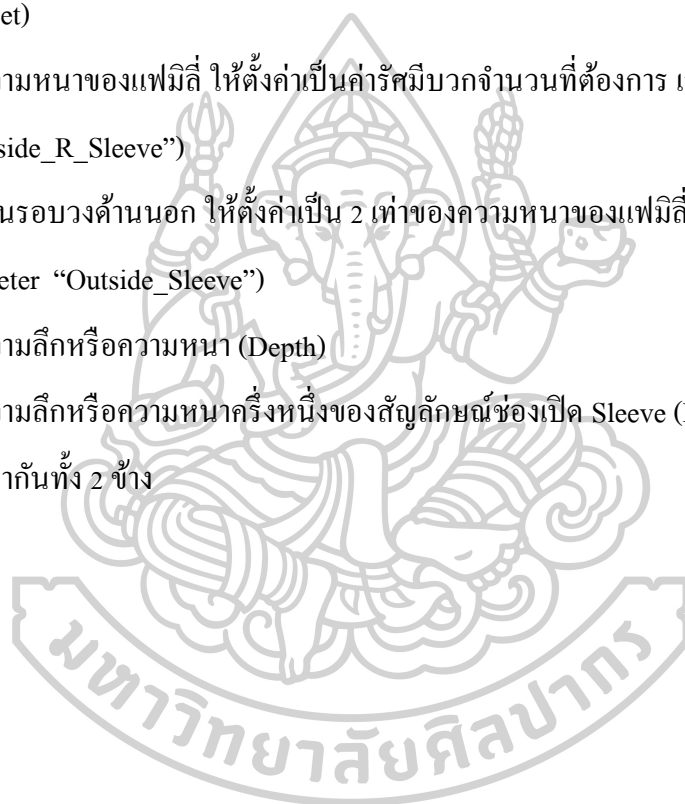 et)
ามหนาของแฟมิลี่ ให้ตั้งค่าเป็นค่ารัศมีบวกจำนวนที่ต้องการ
side_R_Sleeve”)
นรอบวงด้านนอก ให้ตั้งค่าเป็น 2 เท่าของความหนาของแฟมิลี่
eter “Outside_Sleeve”)
ามลึกหรือความหนา (Depth)
ามลึกหรือความหนาครึ่งหนึ่งของสัญลักษณ์ช่องเปิด Sleeve (
ากันทั้ง 2 ข้าง
มหาวิทยาลัยศิลปากร